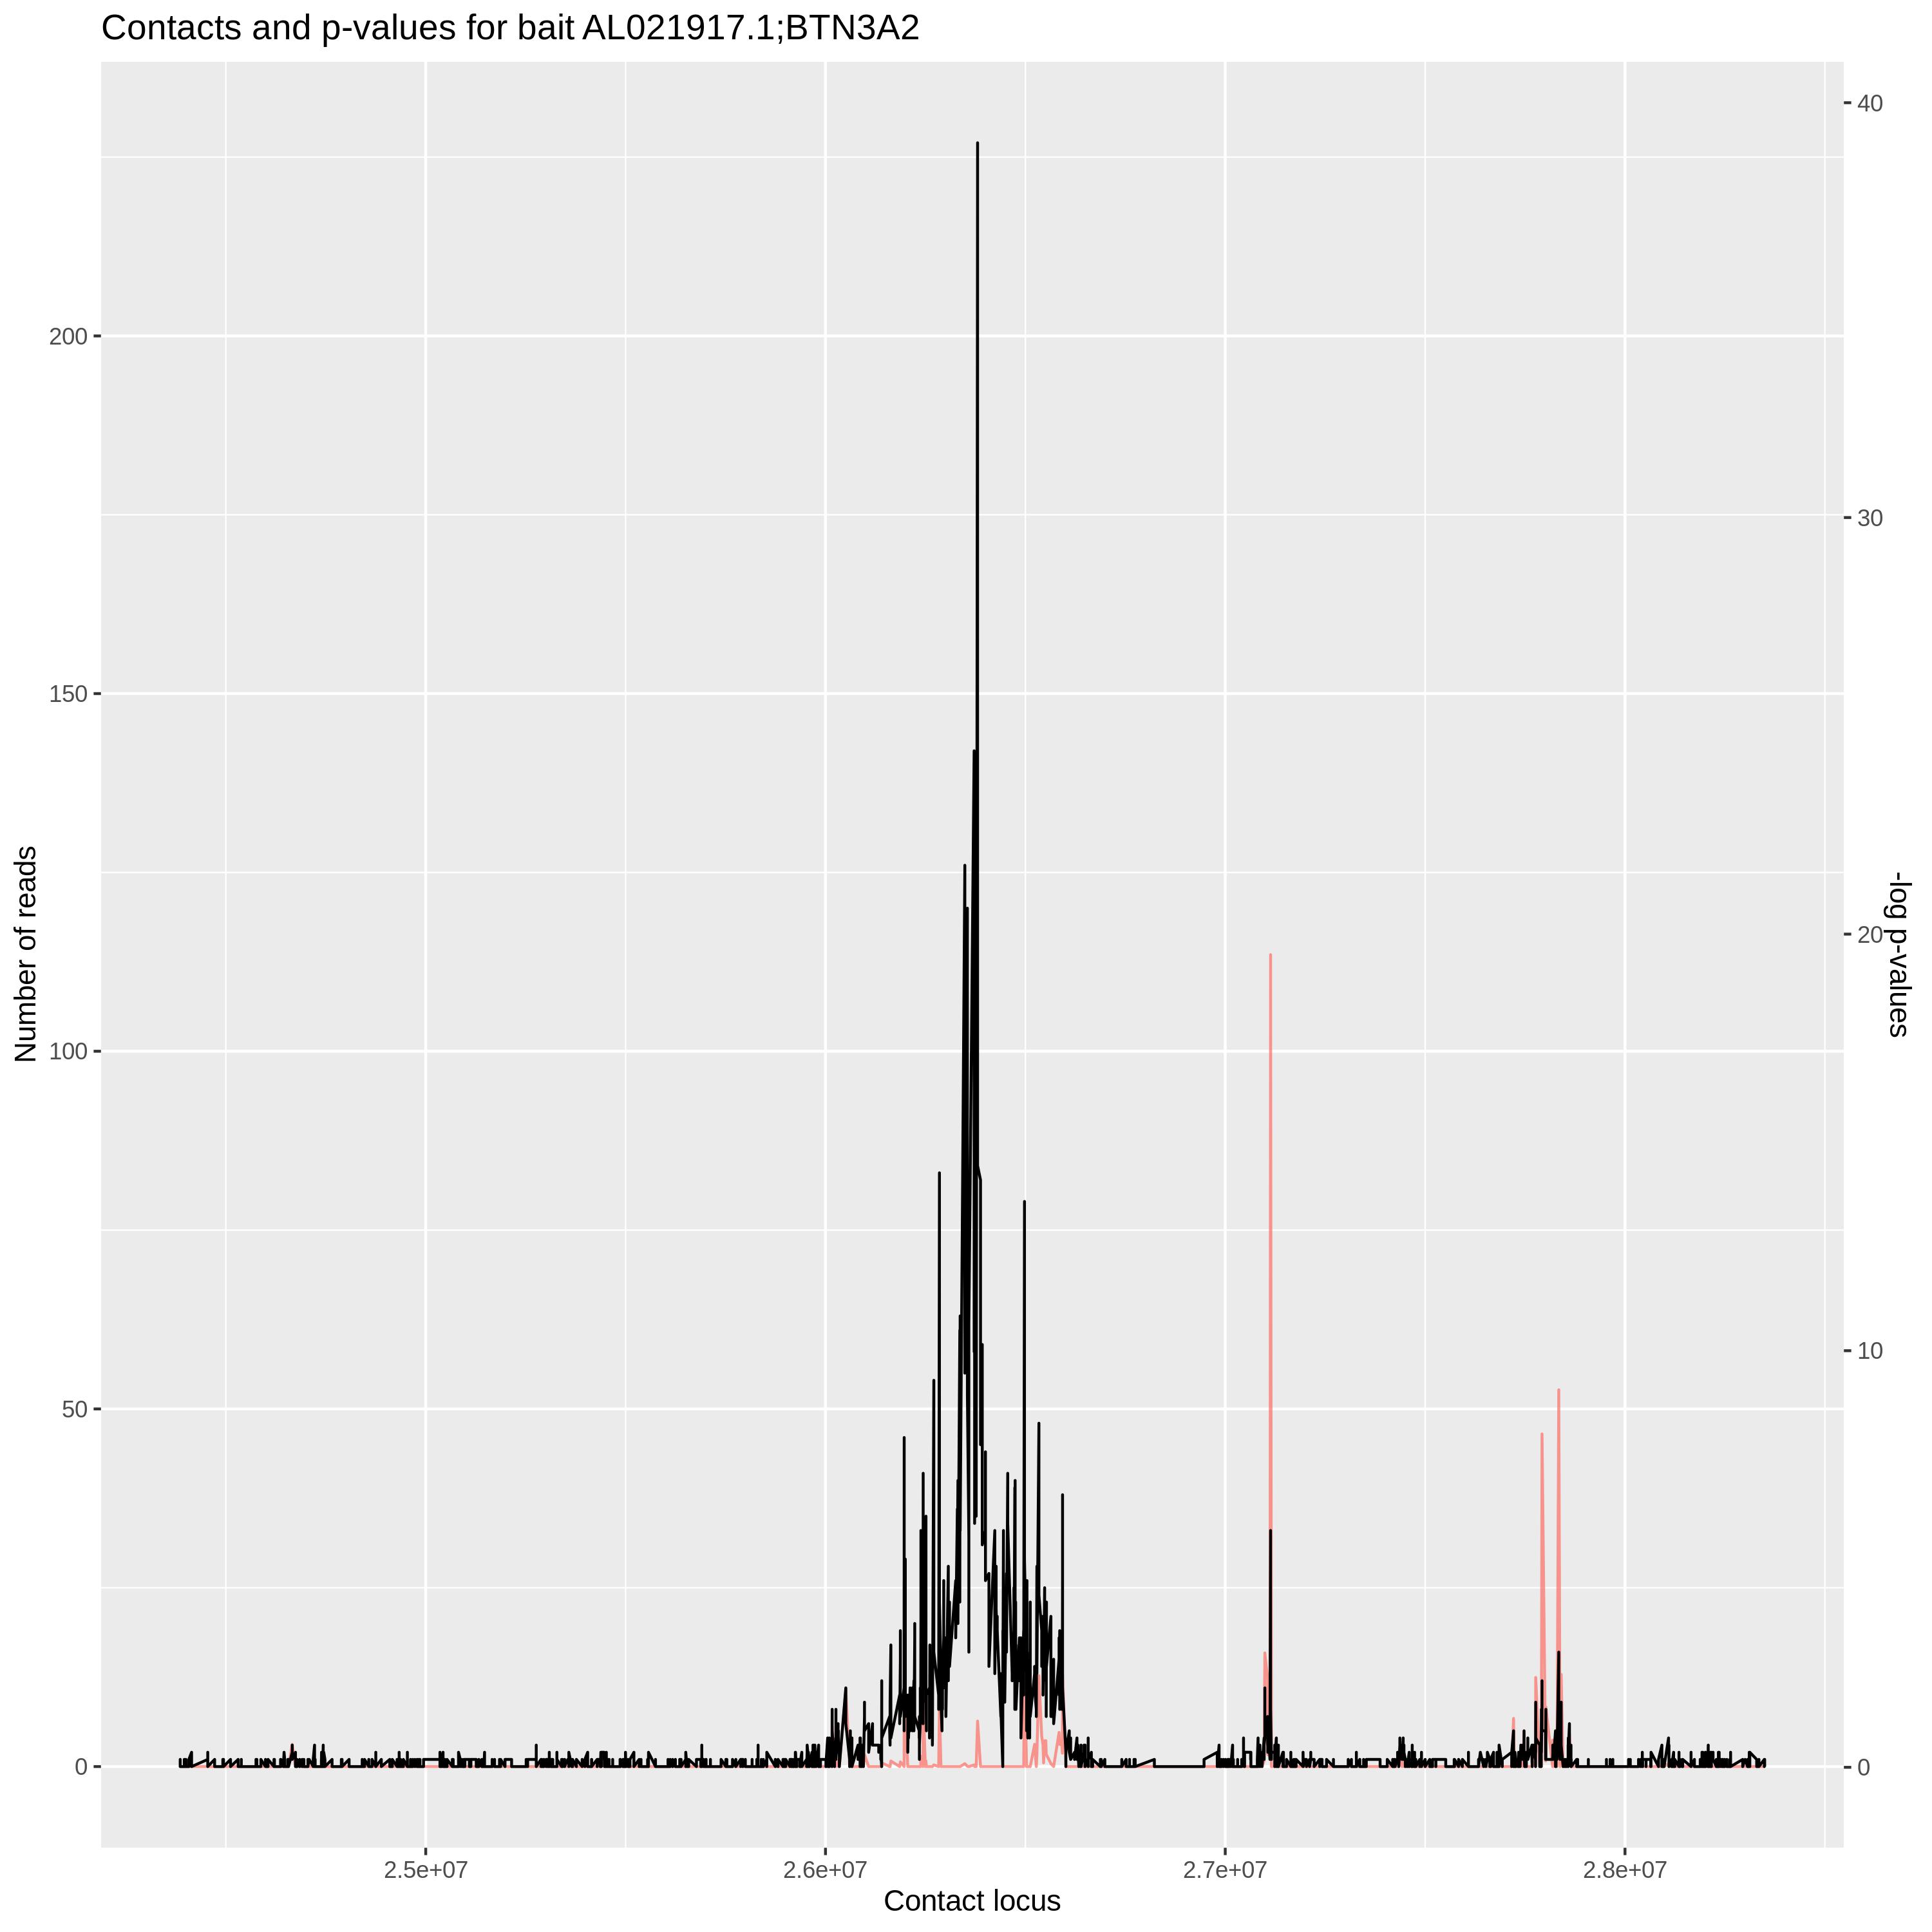 Contacts and p-values for bait AL021917.1;BTN3A2
40
200
30
150
Number of reads
-log p-values
20
100
10
50
0
0
2.5e+07
2.6e+07
2.7e+07
2.8e+07
Contact locus